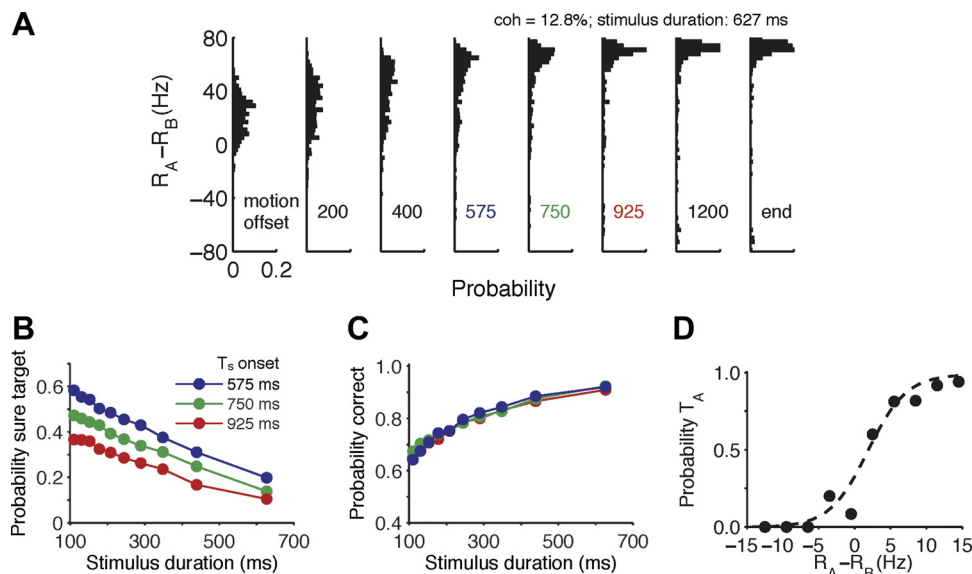 A
coh = 12.8%; stimulus duration: 627 ms
R_A−R_B(Hz)
80
40
0
−40
−80
motion
offset
200
400
575
750
925
1200
end
0
0.2
Probability
B
Probability sure target
0.6
0.4
0.2
0
T_s onset
575 ms
750 ms
925 ms
100
300
500
700
Stimulus duration (ms)
C
Probability correct
1.0
0.8
0.6
0.4
100
300
500
700
Stimulus duration (ms)
D
Probability T_A
1.0
0.5
0.0
−15
−10
−5
0
5
10
15
R_A−R_B(Hz)